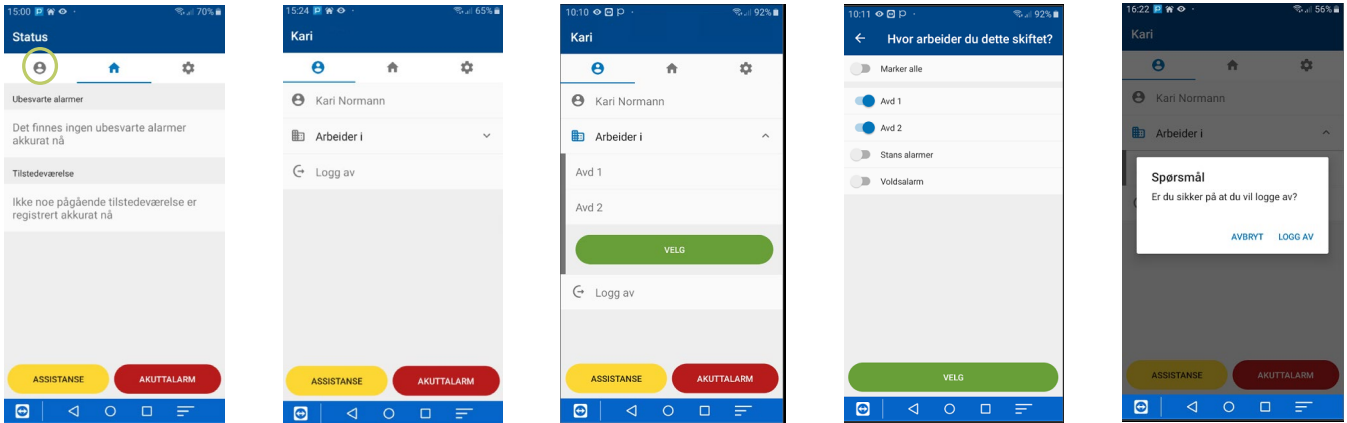 15:00 70%
Status
Ubesvarte alarmer
Det finnes ingen ubesvarte alarmer
akkurat nå
Tilstedeværelse
Ikke noe pågående tilstedeværelse er
registrert akkurat nå
ASSISTANSE AKUTTALARM
15:24 65%
Kari
Kari Normann
Arbeider i
Logg av
ASSISTANSE AKUTTALARM
10:10 92%
Kari
Kari Normann
Arbeider i
Avd 1
Avd 2
VELG
Logg av
ASSISTANSE AKUTTALARM
10:11 92%
Hvor arbeider du dette skiftet?
Marker alle
Avd 1
Avd 2
Stans alarmer
Voldsalarm
VELG
16:22 56%
Kari
Kari Normann
Arbeider i
Spørsmål
Er du sikker på at du vil logge av?
AVBRYT LOGG AV
ASSISTANSE AKUTTALARM